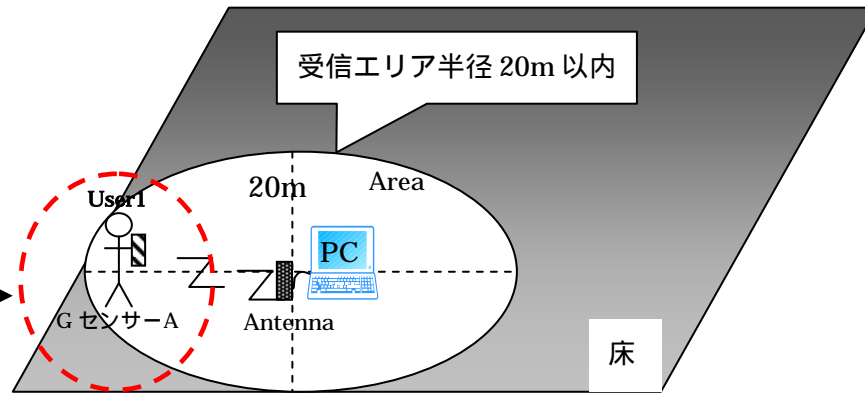 受信エリア半径 20m 以内
20m
Area
User1
PC
G センサーA
Antenna
床